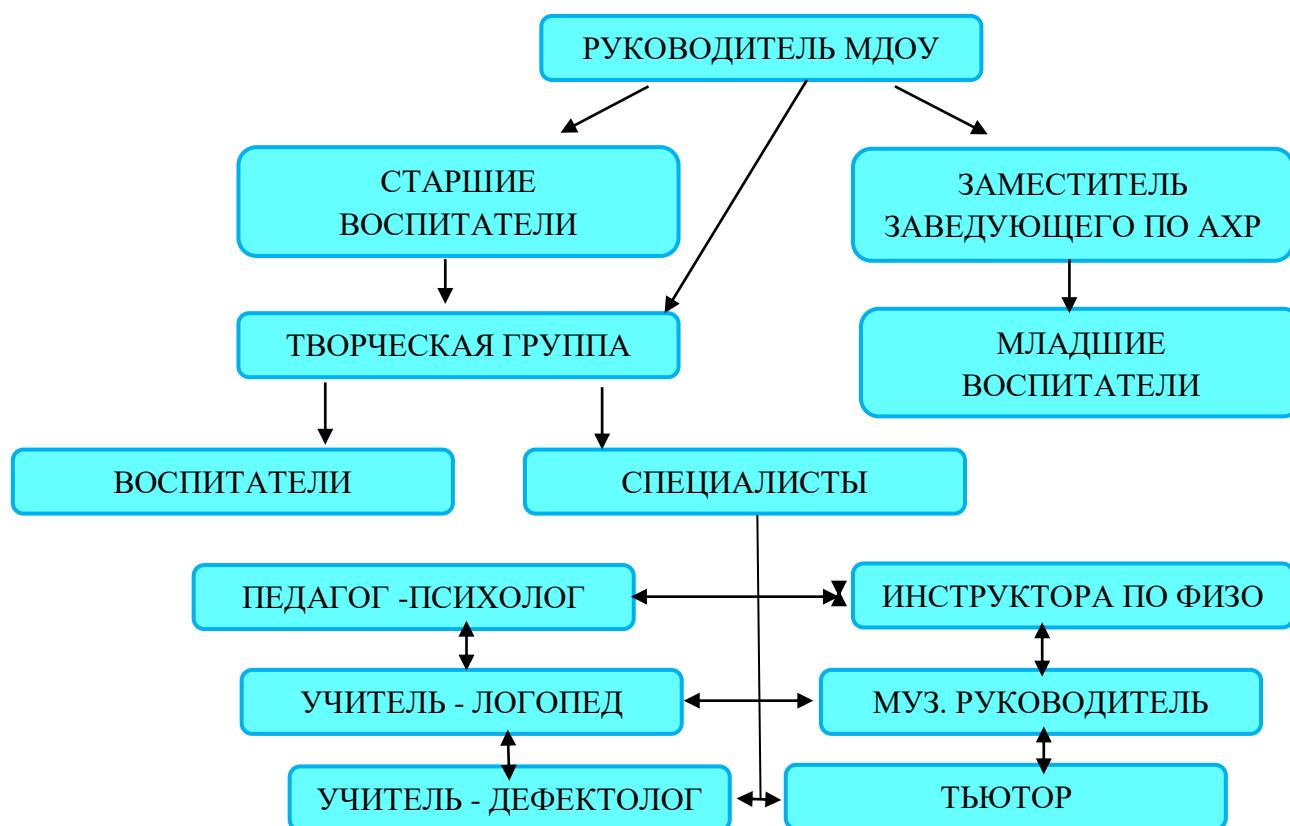 РУКОВОДИТЕЛЬ МДОУ
СТАРШИЕ
ВОСПИТАТЕЛИ
ЗАМЕСТИТЕЛЬ
ЗАВЕДУЮЩЕГО ПО АХР
ТВОРЧЕСКАЯ ГРУППА
МЛАДШИЕ
ВОСПИТАТЕЛИ
ВОСПИТАТЕЛИ
СПЕЦИАЛИСТЫ
ПЕДАГОГ -ПСИХОЛОГ
ИНСТРУКТОРА ПО ФИЗО
УЧИТЕЛЬ - ЛОГОПЕД
МУЗ. РУКОВОДИТЕЛЬ
УЧИТЕЛЬ - ДЕФЕКТОЛОГ
ТЬЮТОР